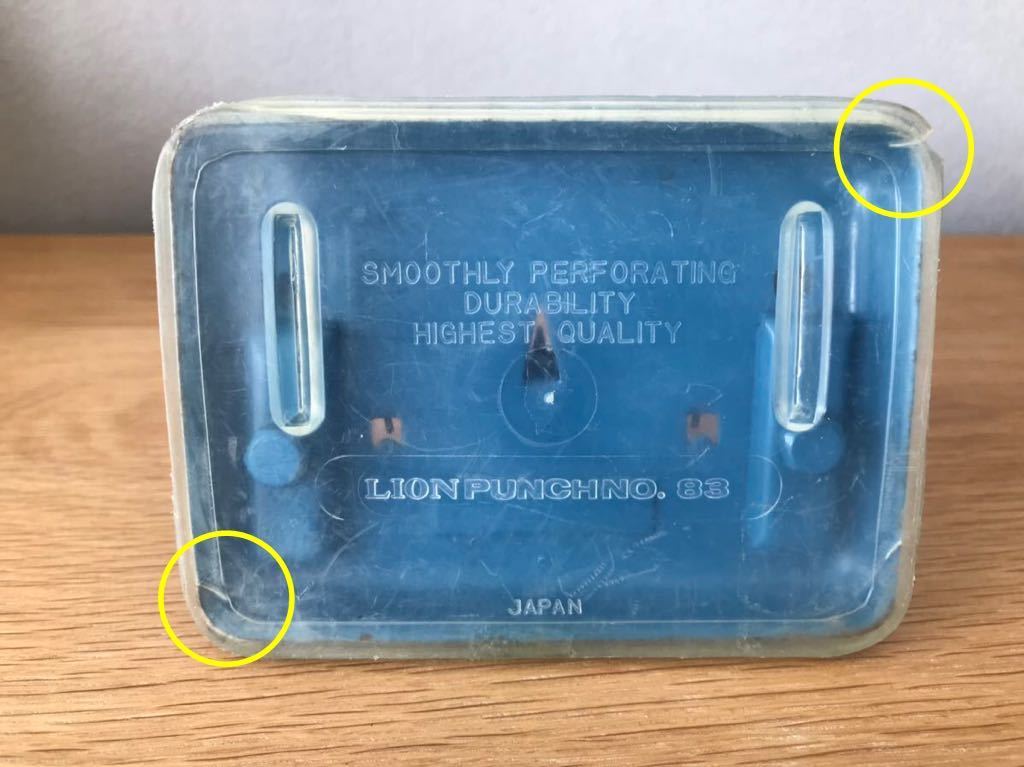 SMOOTHLY PERFORATING
DURABILITY
HIGHEST QUALITY
LION PUNCH NO. 83
JAPAN